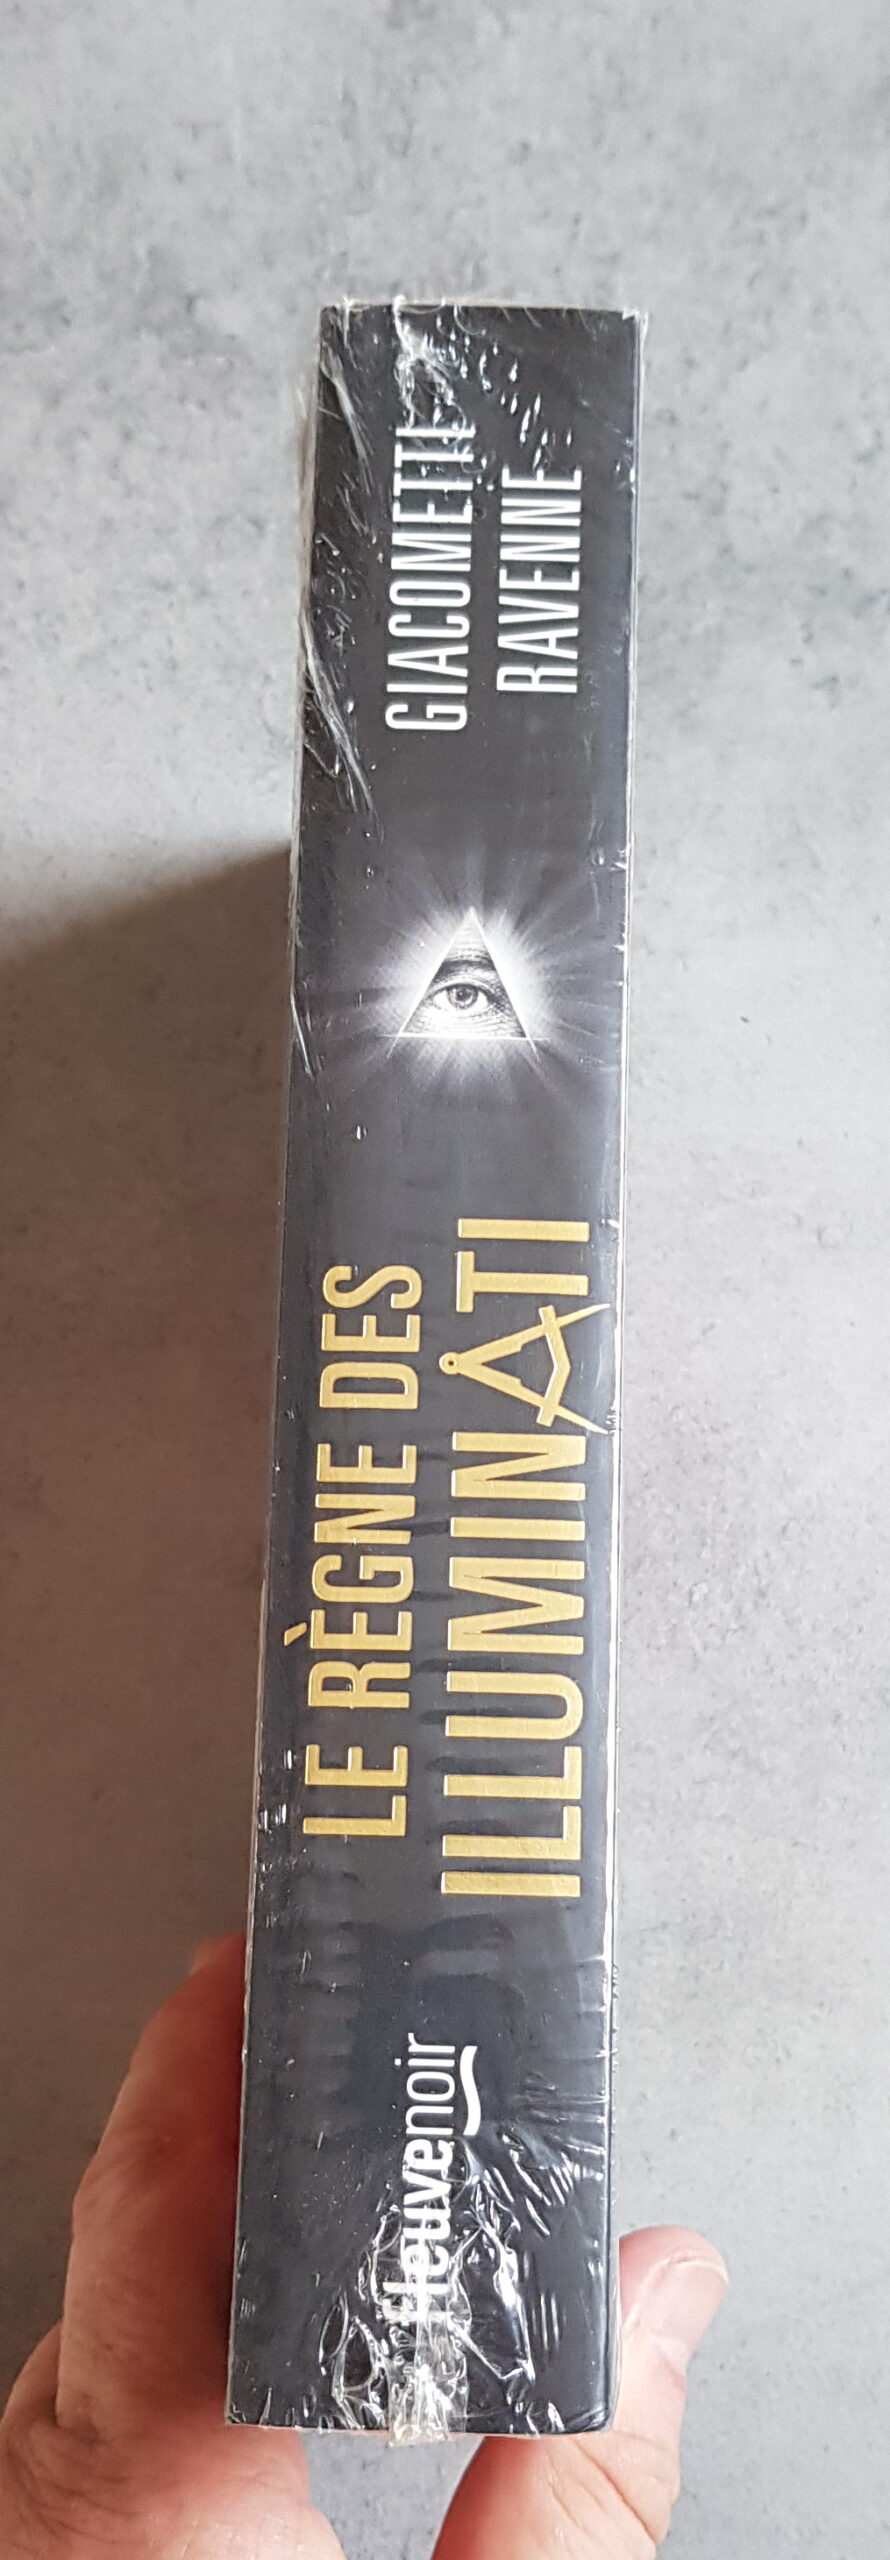 GIACOMETTI
RAVENNE
LE RÈGNE DES
ILLUMINATI
fleuvenoir